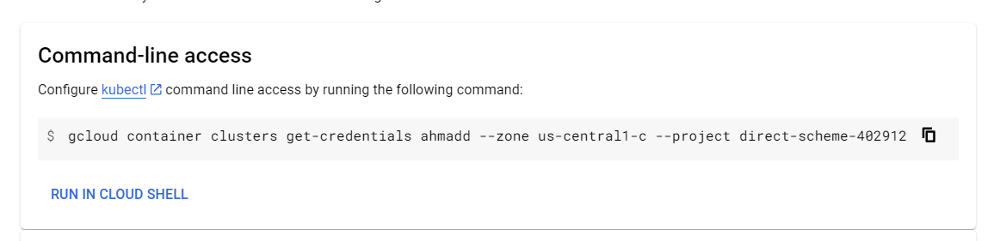 Command-line access
Configure kubectl command line access by running the following command:
$ gcloud container clusters get-credentials ahmadd --zone us-central1-c --project direct-scheme-402912
RUN IN CLOUD SHELL